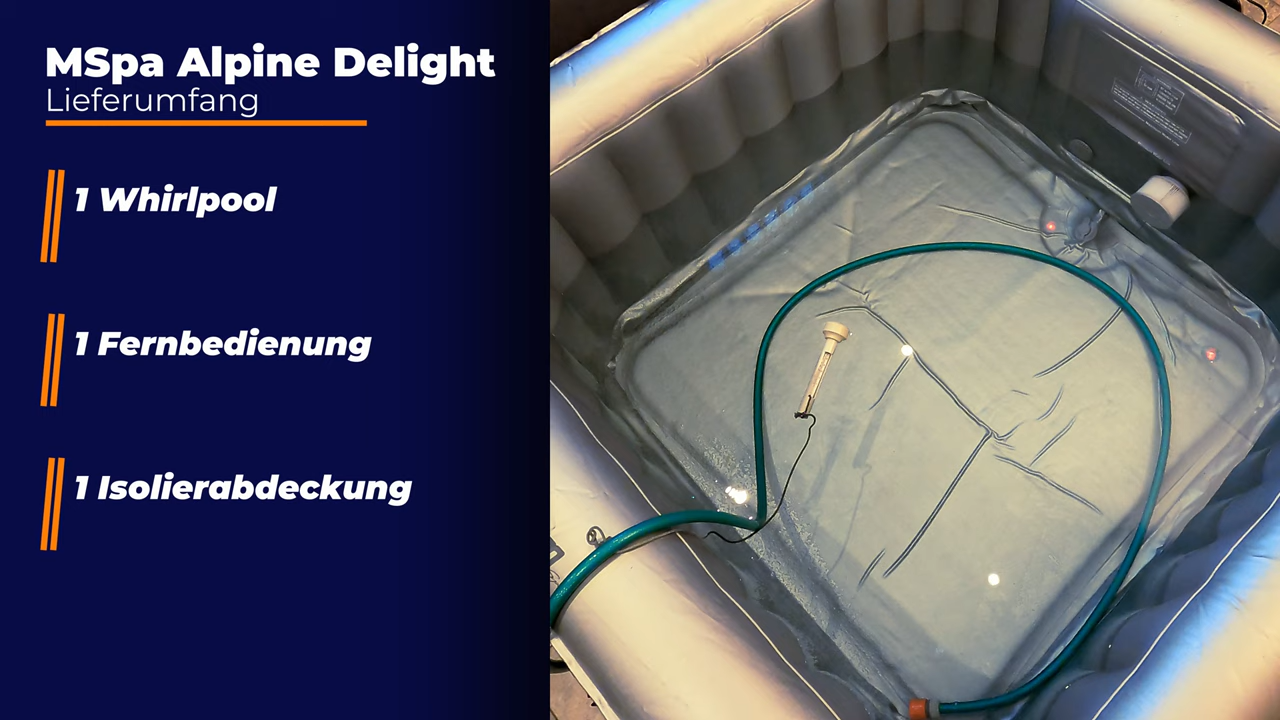 MSpa Alpine Delight
Lieferumfang
1 Whirlpool
1 Fernbedienung
1 Isolierabdeckung